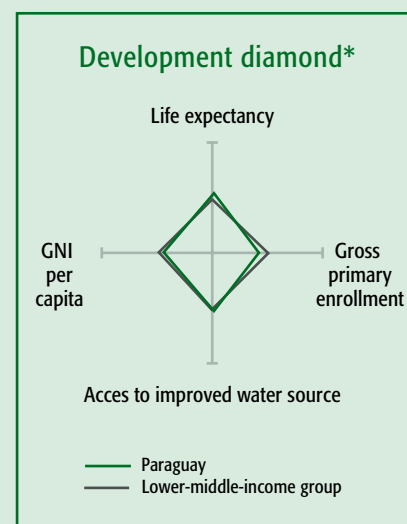 Development diamond*
Life expectancy
GNI
per
capita
Gross
primary
enrollment
Acces to improved water source
Paraguay
Lower-middle-income group